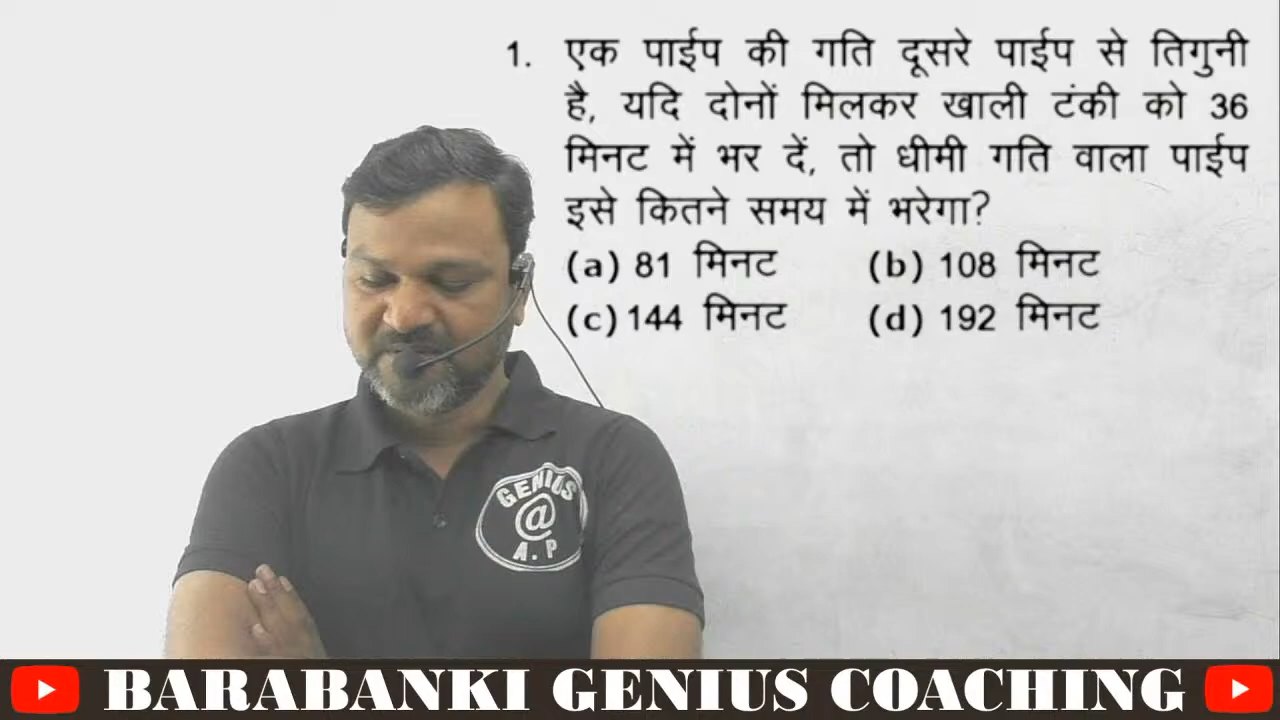 1. एक पाईप की गति दूसरे पाईप से तिगुनी
है, यदि दोनों मिलकर खाली टंकी को 36
मिनट में भर दें, तो धीमी गति वाला पाईप
इसे कितने समय में भरेगा?
(a) 81 मिनट (b) 108 मिनट
(c) 144 मिनट (d) 192 मिनट
GENIUS
@
A.P
BARABANKI GENIUS COACHING